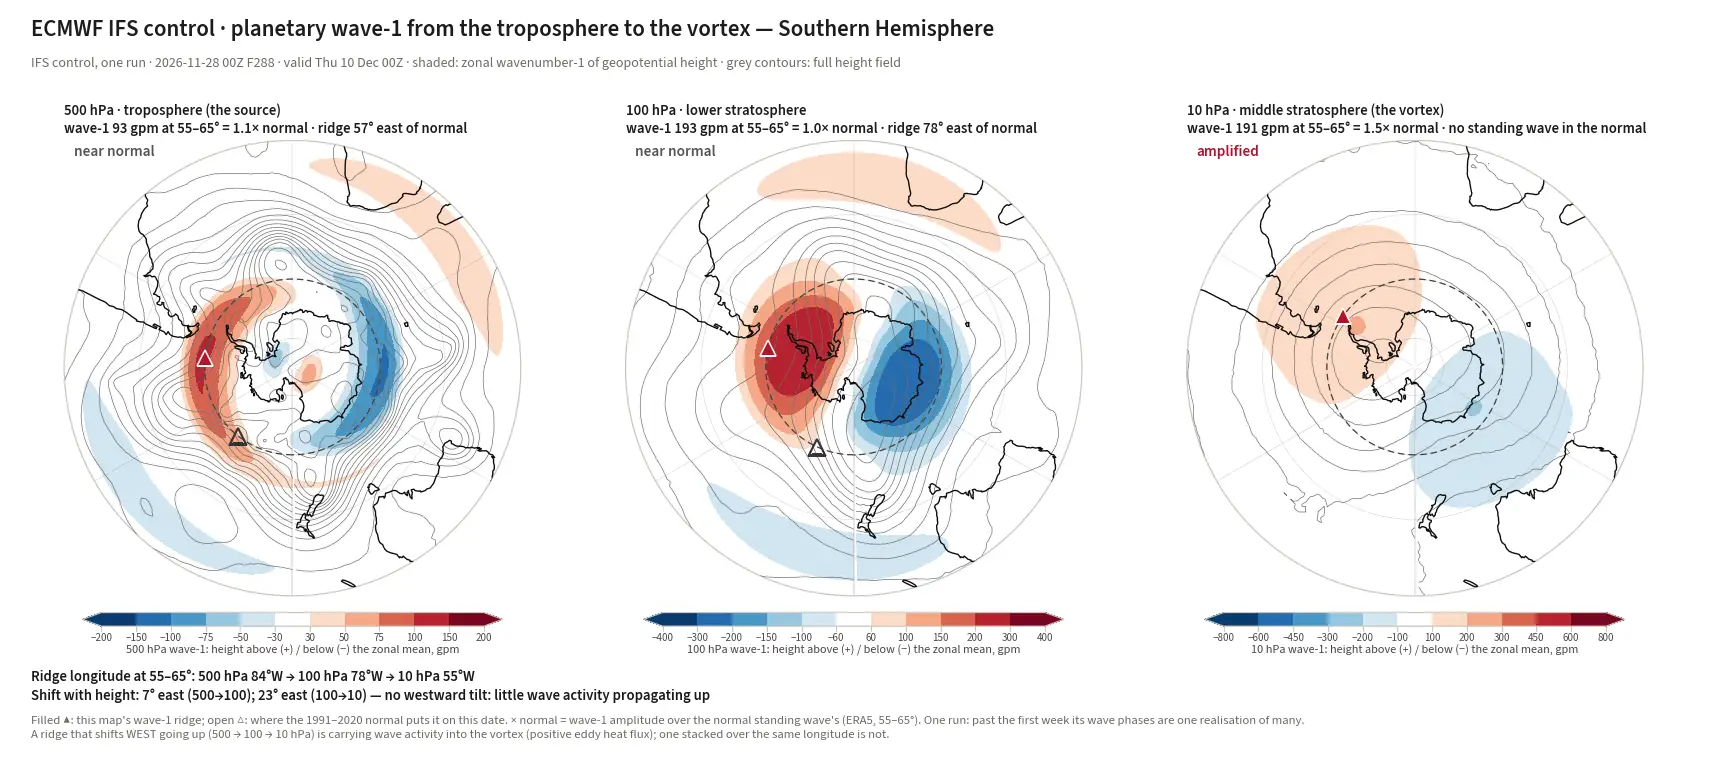 ECMWF IFS control · planetary wave-1 from the troposphere to the vortex — Southern Hemisphere
IFS control, one run · 2026-11-28 00Z F288 · valid Thu 10 Dec 00Z · shaded: zonal wavenumber-1 of geopotential height · grey contours: full height field
500 hPa · troposphere (the source)
wave-1 93 gpm at 55–65° = 1.1× normal · ridge 57° east of normal
near normal
100 hPa · lower stratosphere
wave-1 193 gpm at 55–65° = 1.0× normal · ridge 78° east of normal
near normal
10 hPa · middle stratosphere (the vortex)
wave-1 191 gpm at 55–65° = 1.5× normal · no standing wave in the normal
amplified
−200 −150 −100 −75 −50 −30 30 50 75 100 150 200
500 hPa wave-1: height above (+) / below (−) the zonal mean, gpm
−400 −300 −200 −150 −100 −60 60 100 150 200 300 400
100 hPa wave-1: height above (+) / below (−) the zonal mean, gpm
−800 −600 −450 −300 −200 −100 100 200 300 450 600 800
10 hPa wave-1: height above (+) / below (−) the zonal mean, gpm
Ridge longitude at 55–65°: 500 hPa 84°W → 100 hPa 78°W → 10 hPa 55°W
Shift with height: 7° east (500→100); 23° east (100→10) — no westward tilt: little wave activity propagating up
Filled ▲: this map's wave-1 ridge; open △: where the 1991–2020 normal puts it on this date. × normal = wave-1 amplitude over the normal standing wave's (ERA5, 55–65°). One run: past the first week its wave phases are one realisation of many.
A ridge that shifts WEST going up (500 → 100 → 10 hPa) is carrying wave activity into the vortex (positive eddy heat flux); one stacked over the same longitude is not.